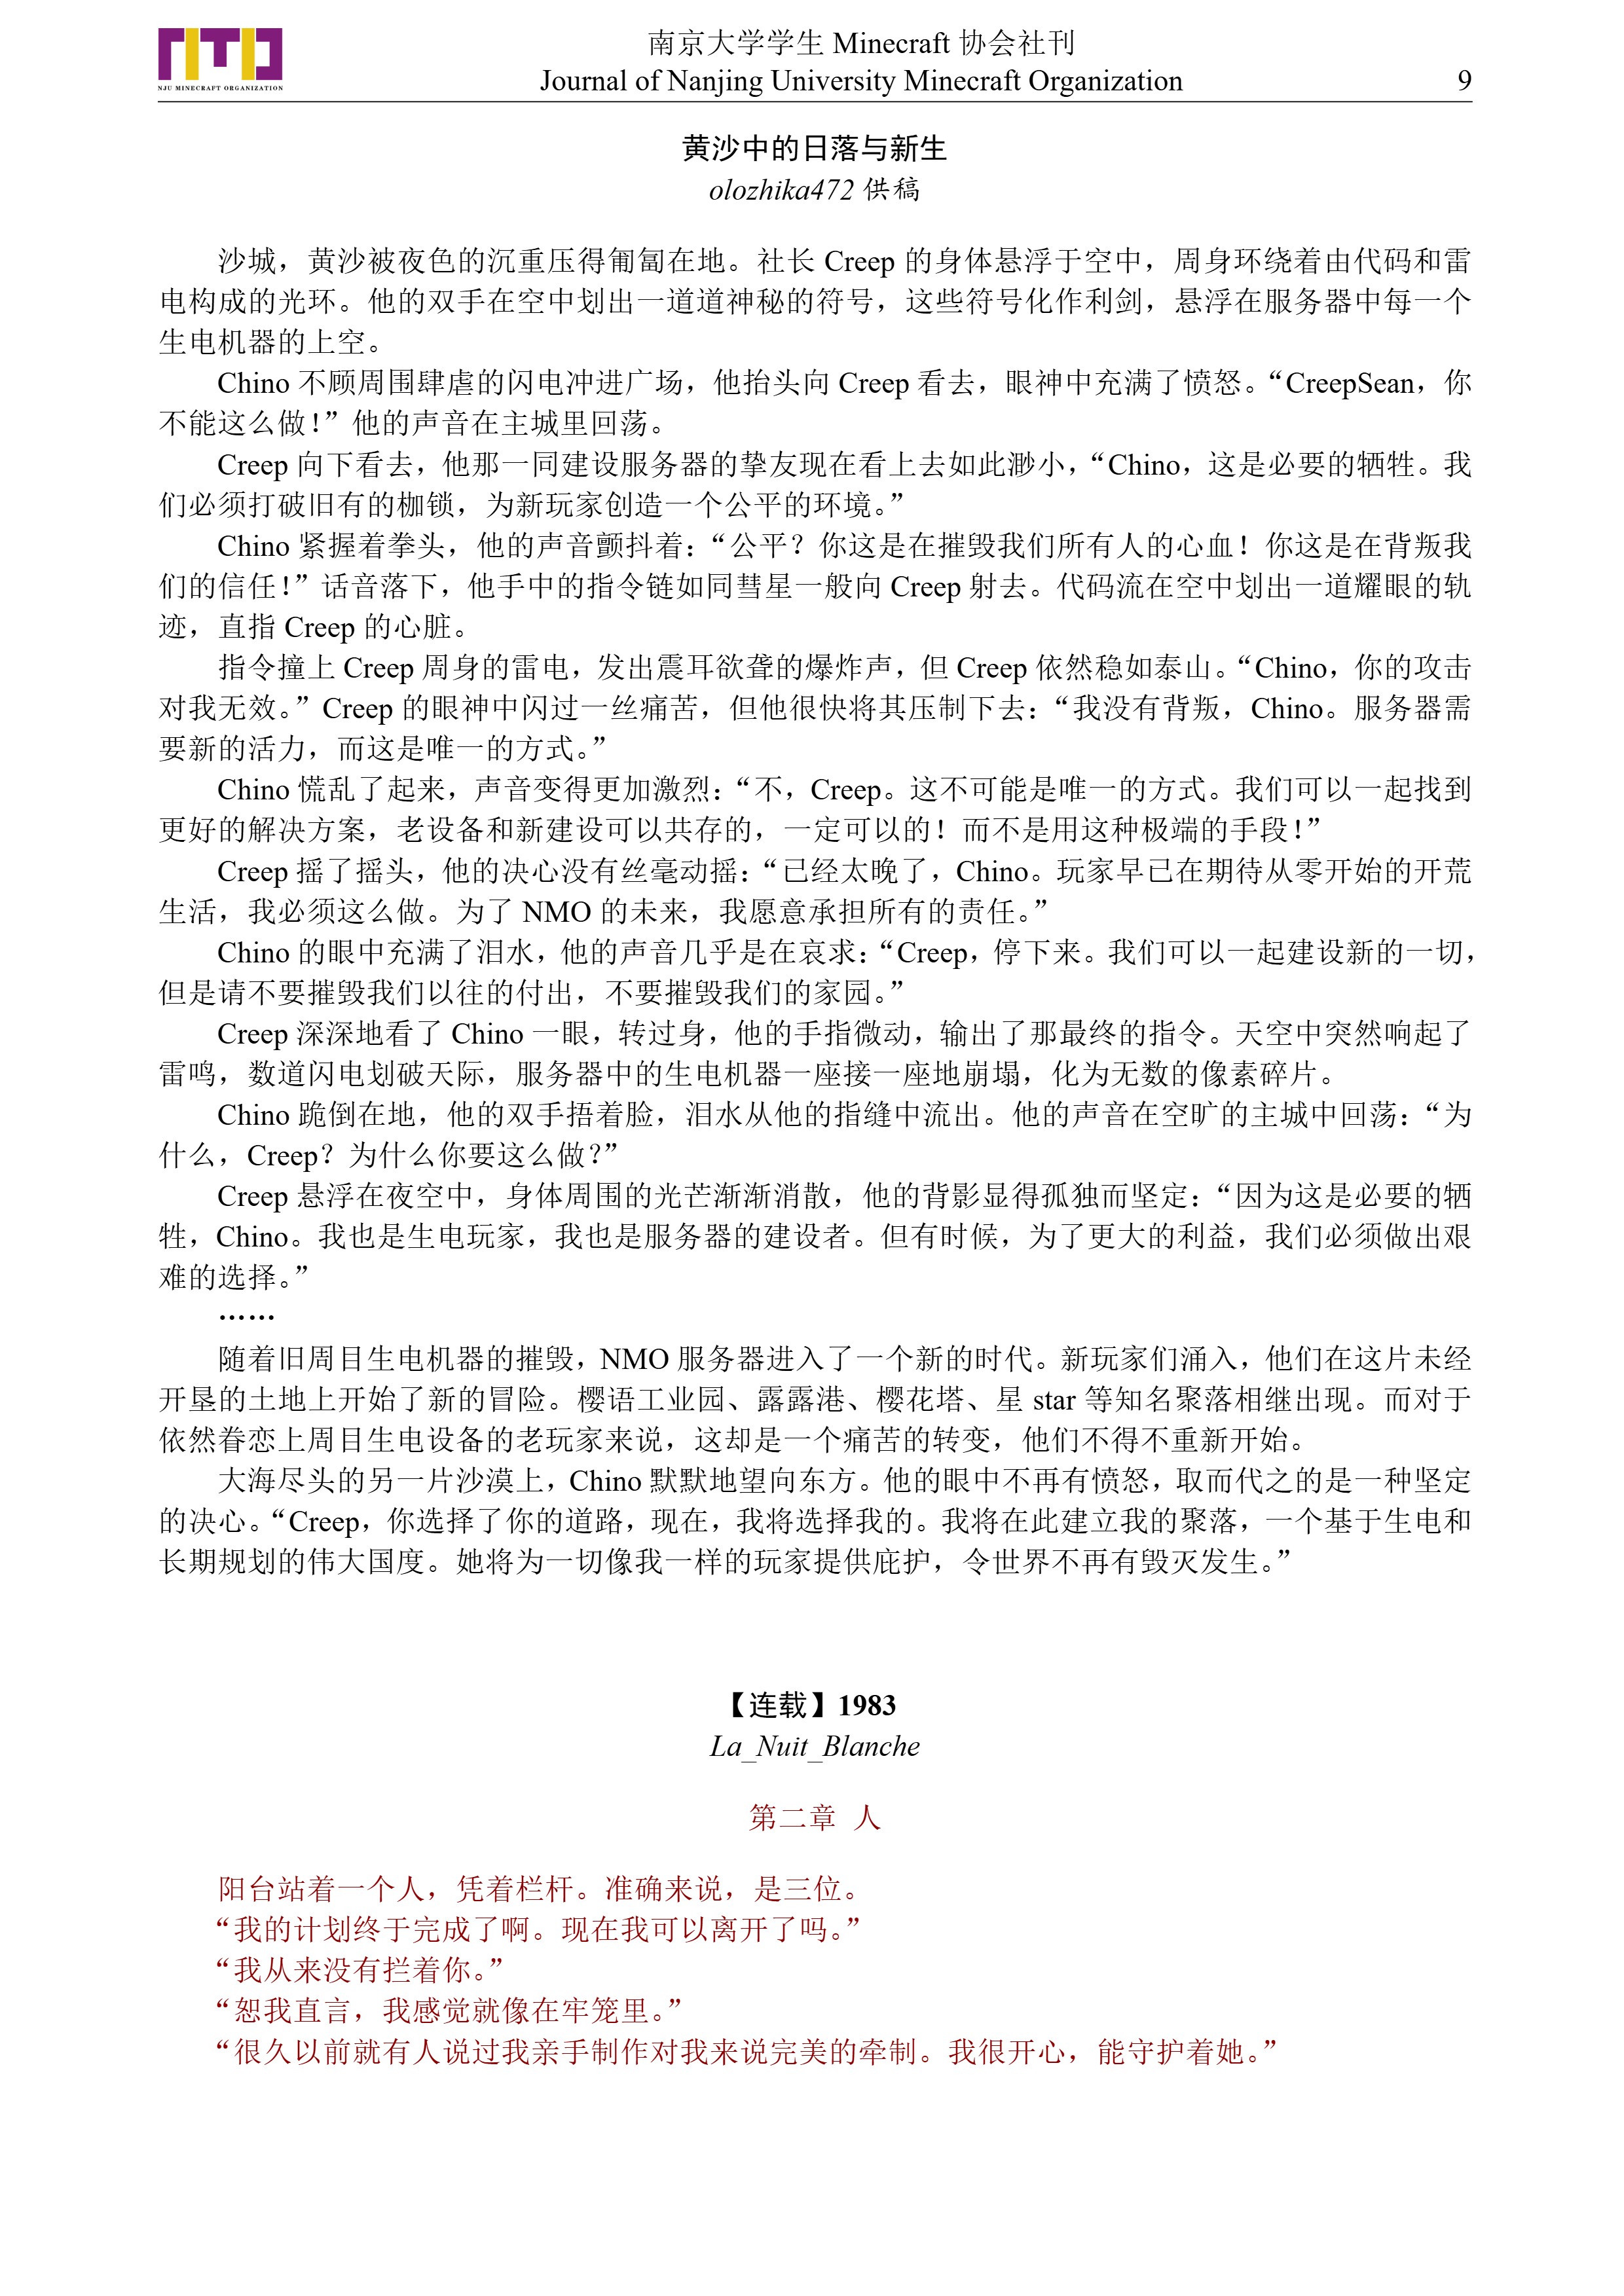 NJU MINECRAFT ORGANIZATION
南京大学学生 Minecraft 协会社刊
Journal of Nanjing University Minecraft Organization
9
黄沙中的日落与新生
olozhika472 供稿
沙城，黄沙被夜色的沉重压得匍匐在地。社长 Creep 的身体悬浮于空中，周身环绕着由代码和雷
电构成的光环。他的双手在空中划出一道道神秘的符号，这些符号化作利剑，悬浮在服务器中每一个
生电机器的上空。
Chino 不顾周围肆虐的闪电冲进广场，他抬头向 Creep 看去，眼神中充满了愤怒。“CreepSean，你
不能这么做！”他的声音在主城里回荡。
Creep 向下看去，他那一同建设服务器的挚友现在看上去如此渺小，“Chino，这是必要的牺牲。我
们必须打破旧有的枷锁，为新玩家创造一个公平的环境。”
Chino 紧握着拳头，他的声音颤抖着：“公平？你这是在摧毁我们所有人的心血！你这是在背叛我
们的信任！”话音落下，他手中的指令链如同彗星一般向 Creep 射去。代码流在空中划出一道耀眼的轨
迹，直指 Creep 的心脏。
指令撞上 Creep 周身的雷电，发出震耳欲聋的爆炸声，但 Creep 依然稳如泰山。“Chino，你的攻击
对我无效。”Creep 的眼神中闪过一丝痛苦，但他很快将其压制下去：“我没有背叛，Chino。服务器需
要新的活力，而这是唯一的方式。”
Chino 慌乱了起来，声音变得更加激烈：“不，Creep。这不可能是唯一的方式。我们可以一起找到
更好的解决方案，老设备和新建设可以共存的，一定可以的！而不是用这种极端的手段！”
Creep 摇了摇头，他的决心没有丝毫动摇：“已经太晚了，Chino。玩家早已在期待从零开始的开荒
生活，我必须这么做。为了 NMO 的未来，我愿意承担所有的责任。”
Chino 的眼中充满了泪水，他的声音几乎是在哀求：“Creep，停下来。我们可以一起建设新的一切，
但是请不要摧毁我们以往的付出，不要摧毁我们的家园。”
Creep 深深地看了 Chino 一眼，转过身，他的手指微动，输出了那最终的指令。天空中突然响起了
雷鸣，数道闪电划破天际，服务器中的生电机器一座接一座地崩塌，化为无数的像素碎片。
Chino 跪倒在地，他的双手捂着脸，泪水从他的指缝中流出。他的声音在空旷的主城中回荡：“为
什么，Creep？为什么你要这么做？”
Creep 悬浮在夜空中，身体周围的光芒渐渐消散，他的背影显得孤独而坚定：“因为这是必要的牺
牲，Chino。我也是生电玩家，我也是服务器的建设者。但有时候，为了更大的利益，我们必须做出艰
难的选择。”
……
随着旧周目生电机器的摧毁，NMO 服务器进入了一个新的时代。新玩家们涌入，他们在这片未经
开垦的土地上开始了新的冒险。樱语工业园、露露港、樱花塔、星 star 等知名聚落相继出现。而对于
依然眷恋上周目生电设备的老玩家来说，这却是一个痛苦的转变，他们不得不重新开始。
大海尽头的另一片沙漠上，Chino 默默地望向东方。他的眼中不再有愤怒，取而代之的是一种坚定
的决心。“Creep，你选择了你的道路，现在，我将选择我的。我将在此建立我的聚落，一个基于生电和
长期规划的伟大国度。她将为一切像我一样的玩家提供庇护，令世界不再有毁灭发生。”
【连载】1983
La_Nuit_Blanche
第二章 人
阳台站着一个人，凭着栏杆。准确来说，是三位。
“我的计划终于完成了啊。现在我可以离开了吗。”
“我从来没有拦着你。”
“恕我直言，我感觉就像在牢笼里。”
“很久以前就有人说过我亲手制作对我来说完美的牵制。我很开心，能守护着她。”